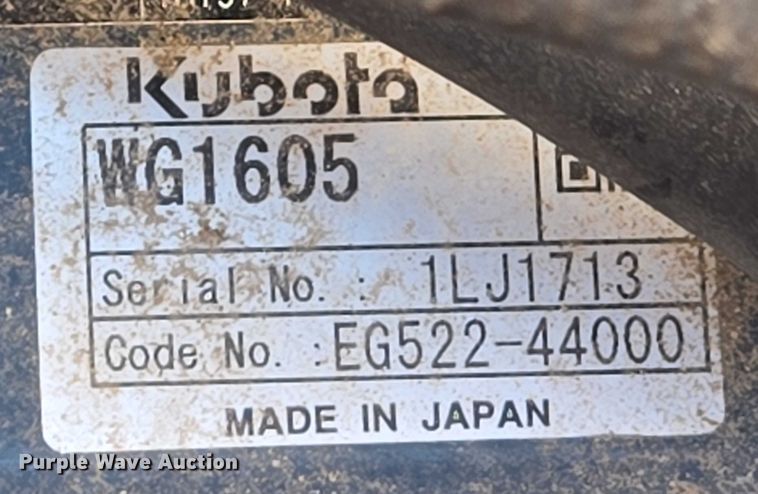 Kubota
WG1605
Serial No. : 1LJ1713
Code No. : EG522-44000
MADE IN JAPAN
Purple Wave Auction